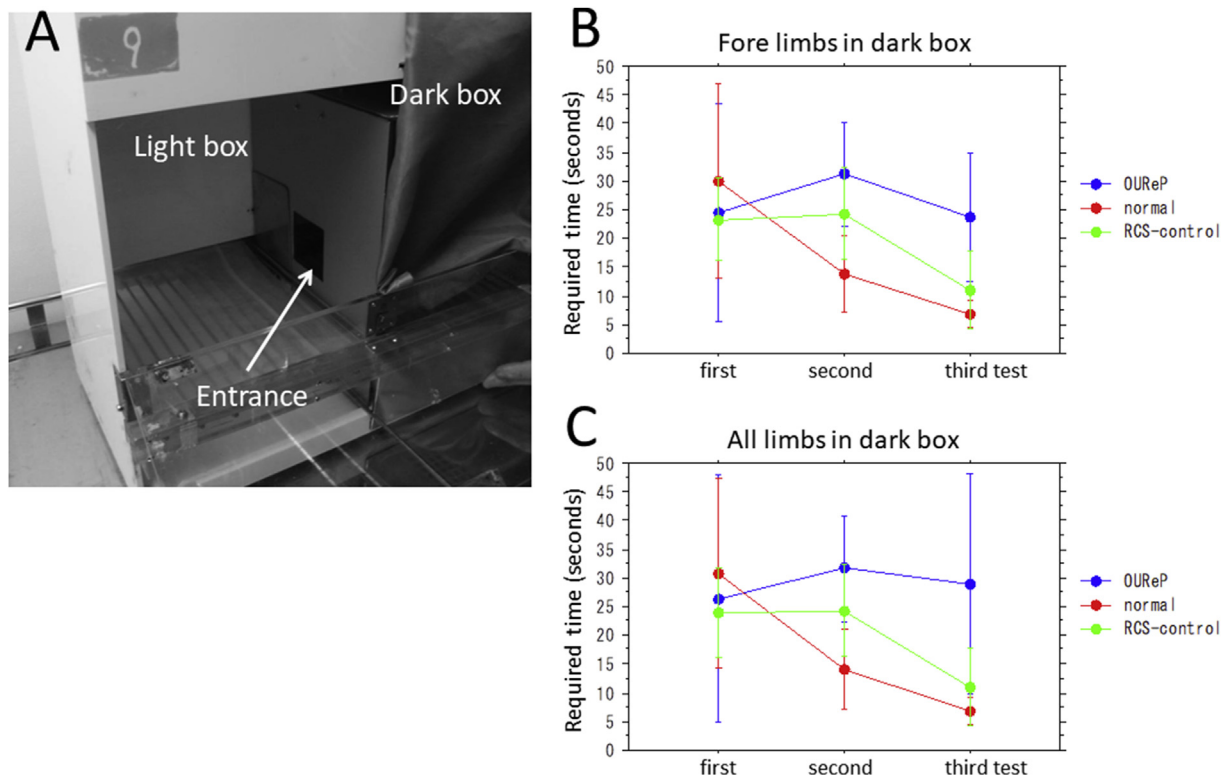 A
9
Light box
Dark box
Entrance
B
Fore limbs in dark box
Required time (seconds)
50
45
40
35
30
25
20
15
10
5
0
first
second
third test
OUReP
normal
RCS-control
C
All limbs in dark box
Required time (seconds)
50
45
40
35
30
25
20
15
10
5
0
first
second
third test
OUReP
normal
RCS-control